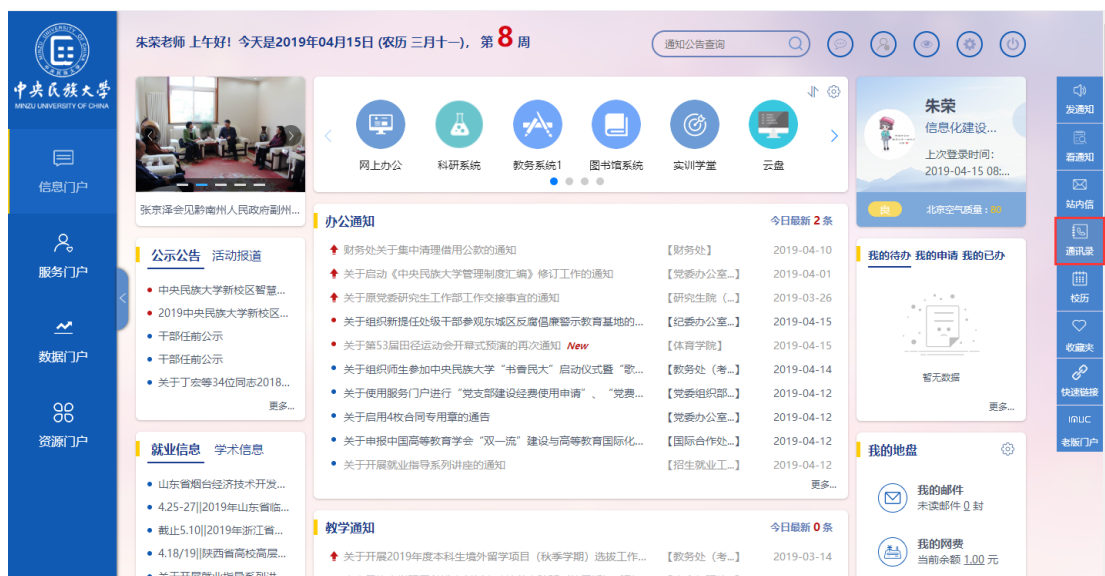 朱荣老师 上午好！今天是2019年04月15日 (农历 三月十一)，第 8 周
通知公告查询
中央民族大学
MINZU UNIVERSITY OF CHINA
信息门户
服务门户
数据门户
资源门户
张京泽会见黔南州人民政府副州...
网上办公
科研系统
教务系统1
图书馆系统
实训学堂
云盘
朱荣
信息化建设...
上次登录时间:
2019-04-15 08:...
良 北京空气质量：80
发通知
看通知
站内信
通讯录
校历
收藏夹
快速链接
老版门户
公示公告 活动报道
中央民族大学新校区智慧...
2019中央民族大学新校区...
干部任前公示
干部任前公示
关于丁宏等34位同志2018...
更多...
就业信息 学术信息
山东省烟台经济技术开发...
4.25-27||2019年山东省临...
截止5.10||2019年浙江省...
4.18/19||陕西省高校高层...
办公通知 今日最新 2 条
财务处关于集中清理借用公款的通知 【财务处】 2019-04-10
关于启动《中央民族大学管理制度汇编》修订工作的通知 【党委办公室...】 2019-04-01
关于原党委研究生工作部工作交接事宜的通知 【研究生院（...】 2019-03-26
关于组织新提任处级干部参观东城区反腐倡廉警示教育基地的... 【纪委办公室...】 2019-04-15
关于第53届田径运动会开幕式预演的再次通知 New 【体育学院】 2019-04-15
关于组织师生参加中央民族大学“书香民大”启动仪式暨“歌... 【教务处（考...】 2019-04-14
关于使用服务门户进行“党支部建设经费使用申请”、“党费... 【党委组织部...】 2019-04-12
关于启用4枚合同专用章的通告 【党委办公室...】 2019-04-12
关于申报中国高等教育学会“双一流”建设与高等教育国际化... 【国际合作处...】 2019-04-12
关于开展就业指导系列讲座的通知 【招生就业工...】 2019-04-12
更多...
教学通知 今日最新 0 条
关于开展2019年度本科生境外留学项目（秋季学期）选拔工作... 【教务处（考...】 2019-03-14
我的待办 我的申请 我的已办
暂无数据
更多...
我的地盘
我的邮件
未读邮件 0 封
我的网费
当前余额 1.00 元